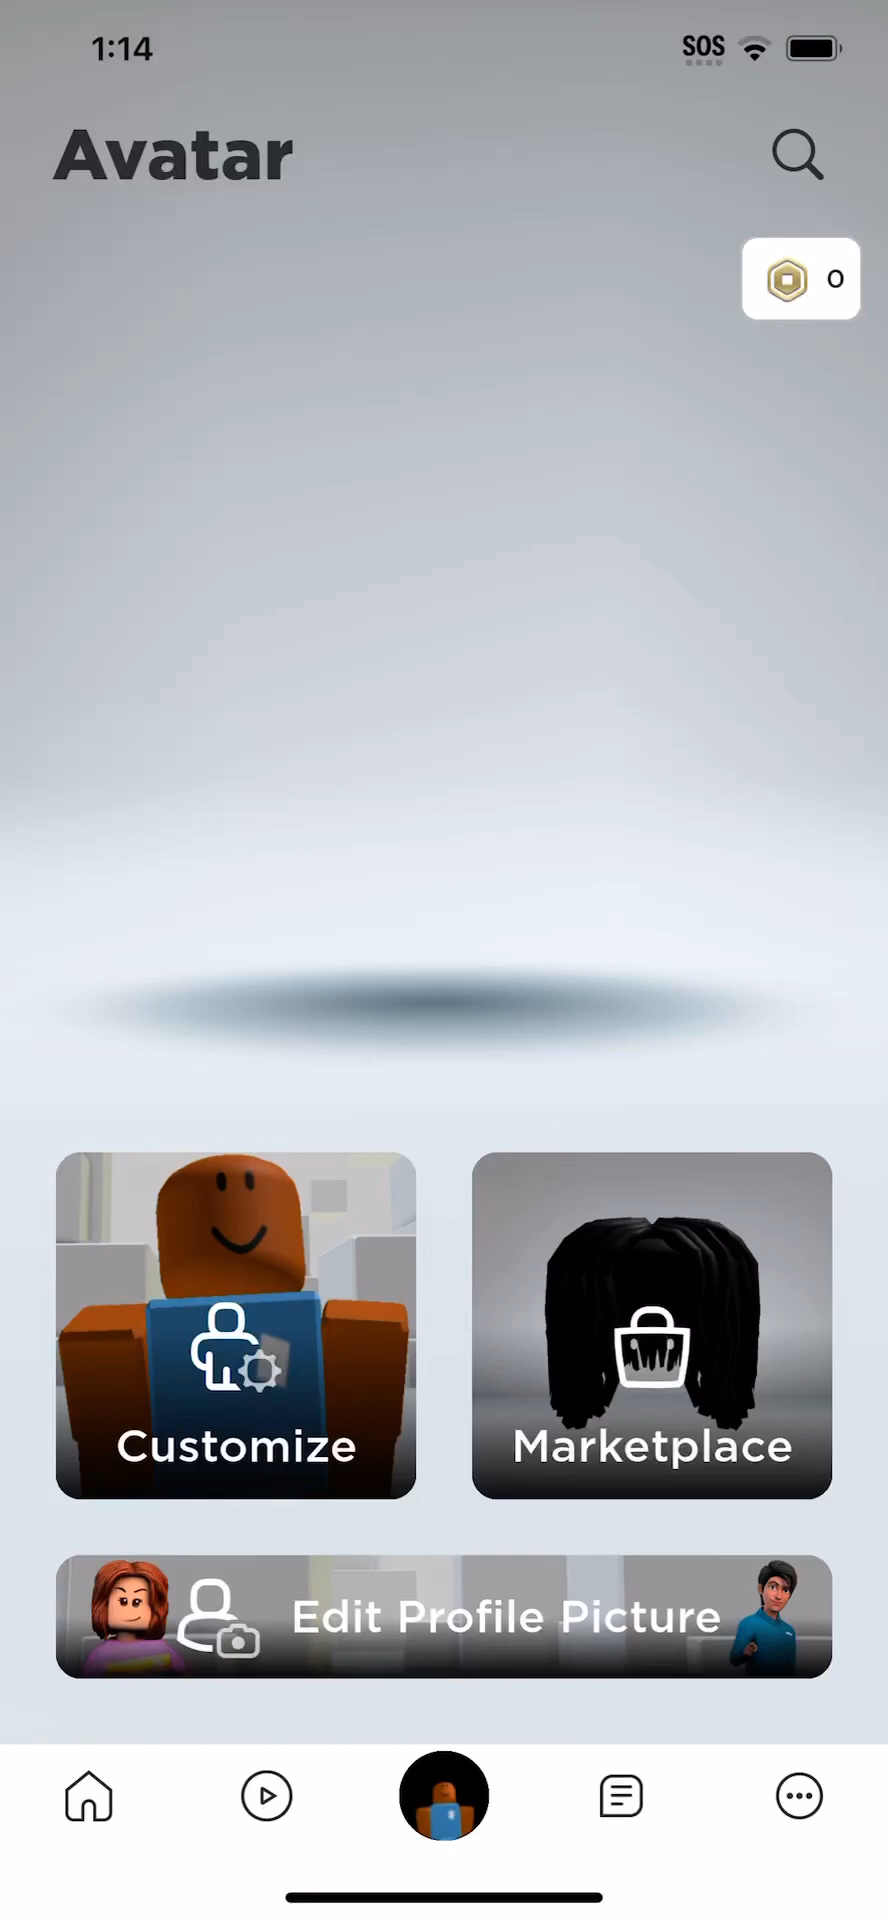 1:14
SOS
Avatar
0
Customize
Marketplace
Edit Profile Picture